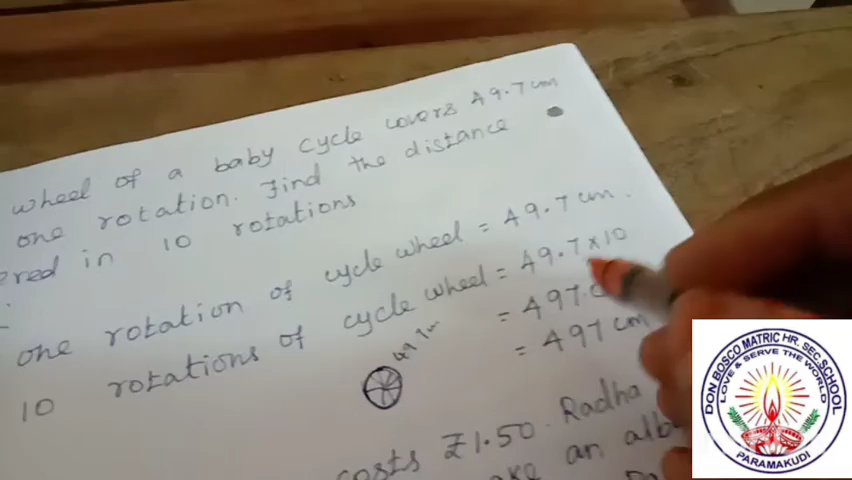 wheel of a baby cycle covers 49.7 cm
one rotation. Find the distance
ered in 10 rotations
one rotation of cycle wheel = 49.7 cm.
10 rotations of cycle wheel = 49.7 x 10
= 497.
= 497 cm
costs ₹1.50. Radha
an
DON BOSCO MATRIC HR. SEC. SCHOOL
LOVE & SERVE THE WORLD
PARAMAKUDI